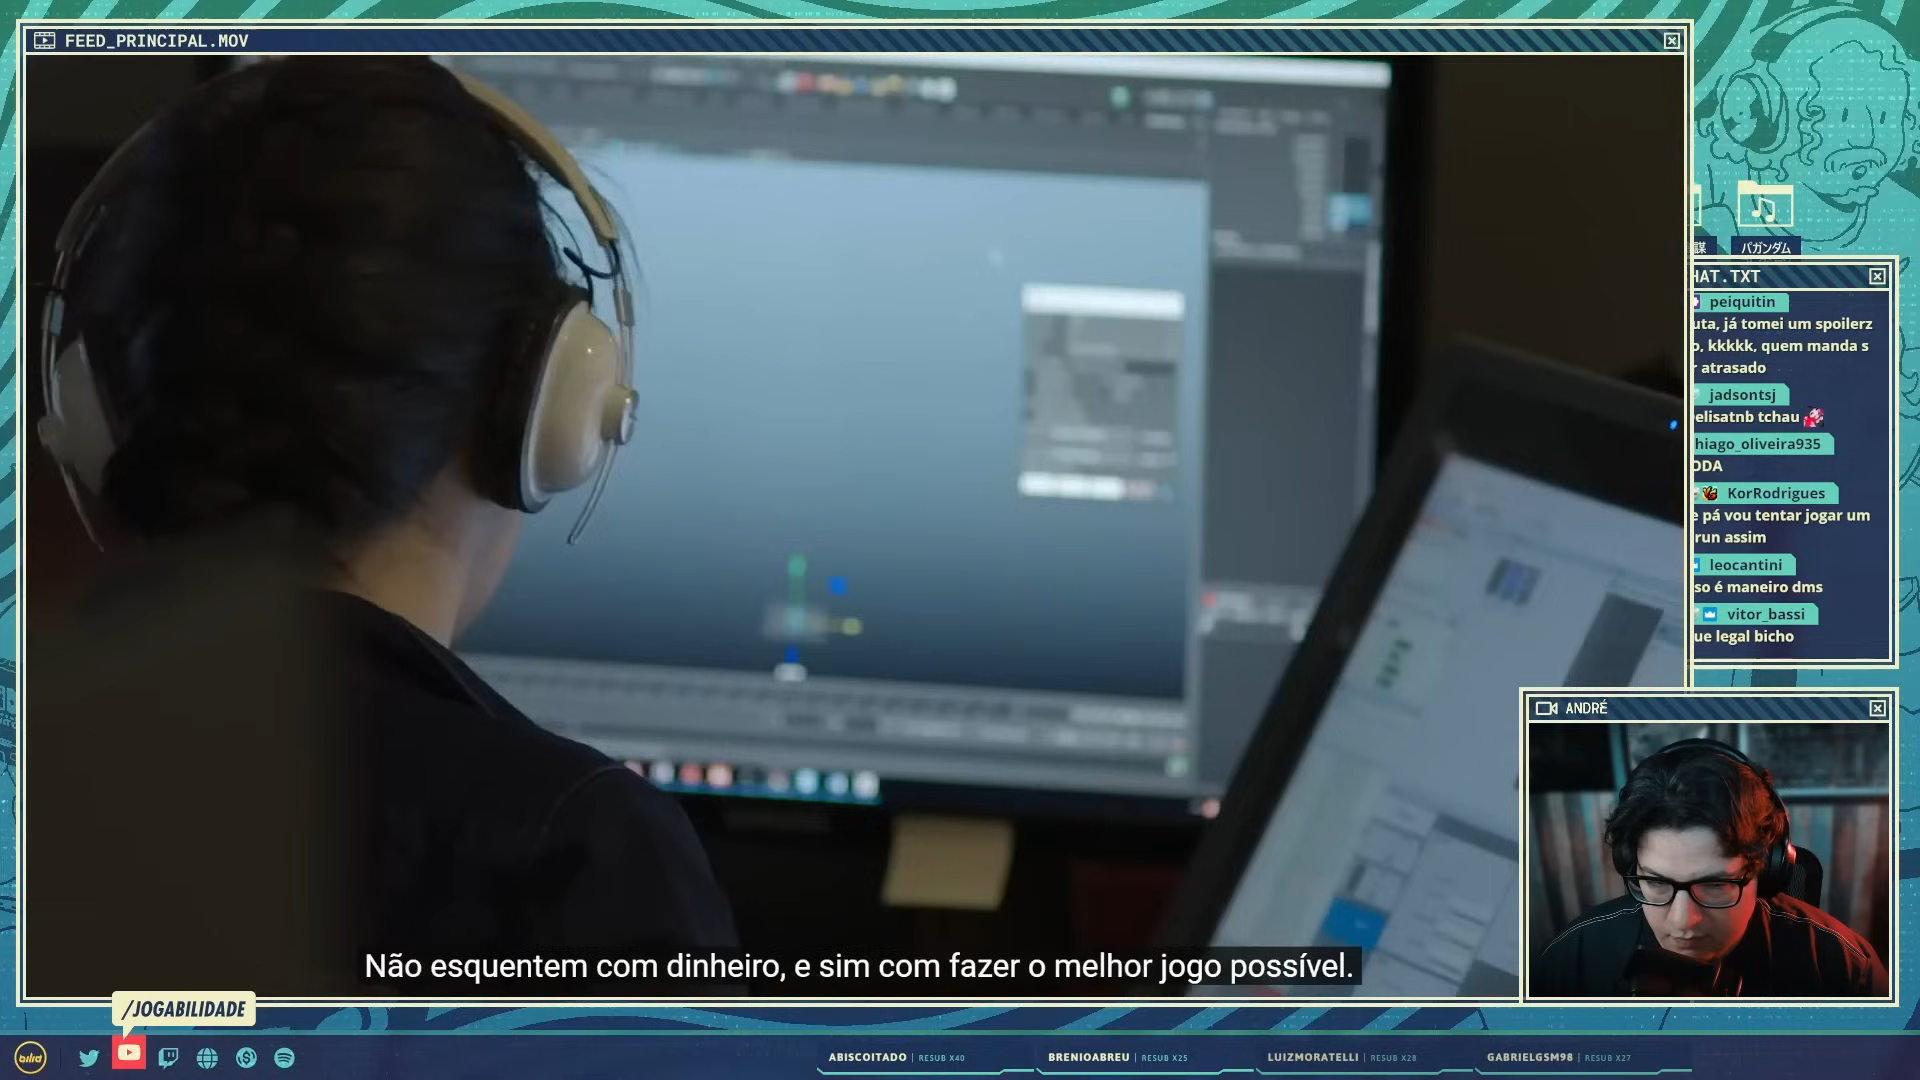 FEED_PRINCIPAL.MOV
パガンダム
HAT.TXT
peiquitin
uta, já tomei um spoilerz
o, kkkkk, quem manda s
r atrasado
jadsontsj
elisatnb tchau
hiago_oliveira935
ODA
KorRodrigues
e pá vou tentar jogar um
run assim
leocantini
so é maneiro dms
vitor_bassi
ue legal bicho
ANDRÉ
Não esquentem com dinheiro, e sim com fazer o melhor jogo possível.
/JOGABILIDADE
ABISCOITADO | RESUB X40
BRENIOABREU | RESUB X25
LUIZMORATELLI | RESUB X28
GABRIELGSM98 | RESUB X27